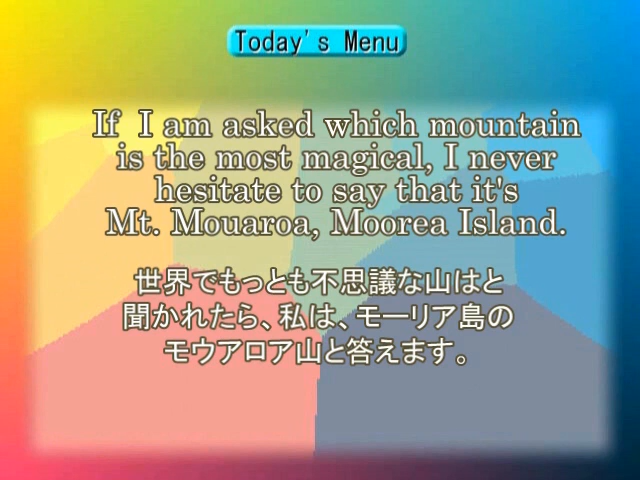 Today's Menu
If I am asked which mountain
is the most magical, I never
hesitate to say that it's
Mt. Mouaroa, Moorea Island.
世界でもっとも不思議な山はと
聞かれたら、私は、モーリア島の
モウアロア山と答えます。